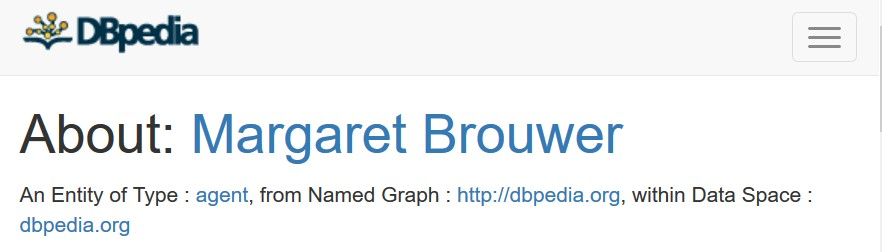 DBpedia
About: Margaret Brouwer
An Entity of Type : agent, from Named Graph : http://dbpedia.org, within Data Space :
dbpedia.org